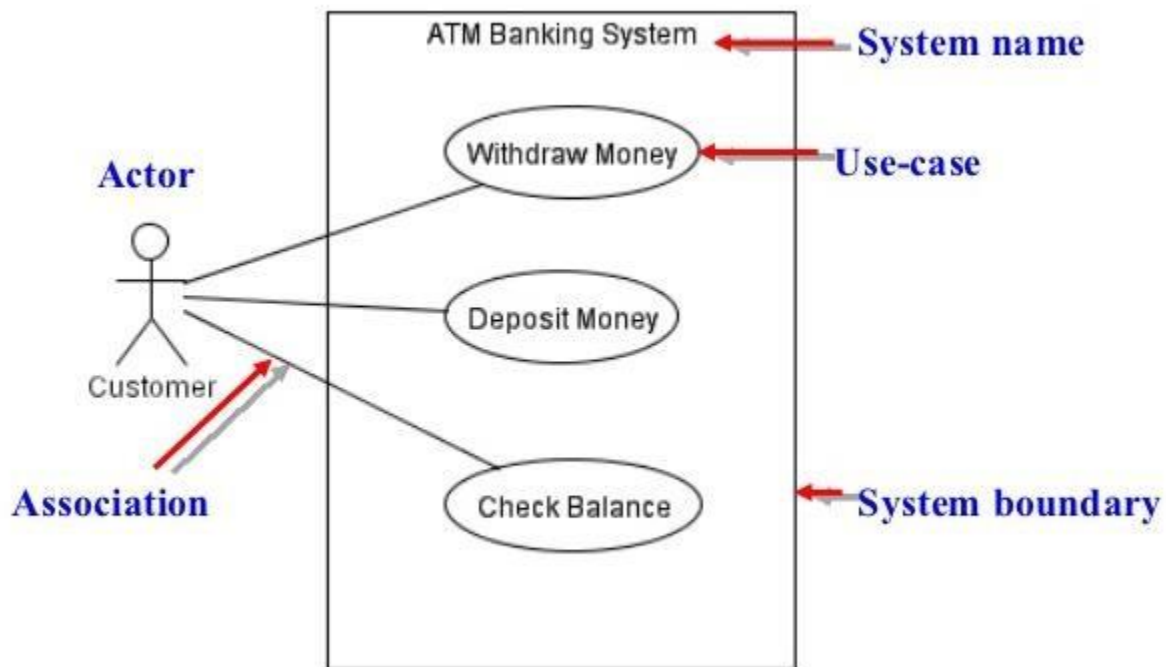 ATM Banking System
System name
Withdraw Money
Use-case
Actor
Deposit Money
Customer
Check Balance
Association
System boundary